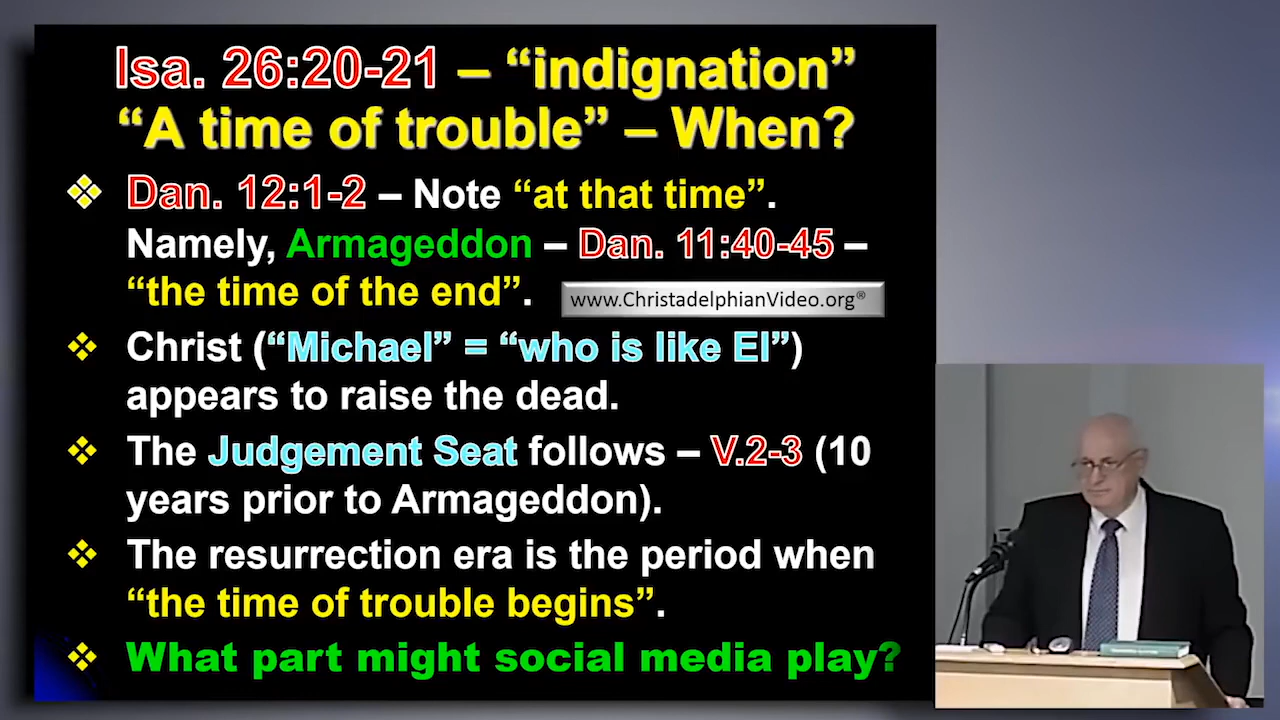 Isa. 26:20-21 – “indignation”
“A time of trouble” – When?
Dan. 12:1-2 – Note “at that time”.
Namely, Armageddon – Dan. 11:40-45 –
“the time of the end”.
www.ChristadelphianVideo.org®
Christ (“Michael” = “who is like El”)
appears to raise the dead.
The Judgement Seat follows – V.2-3 (10
years prior to Armageddon).
The resurrection era is the period when
“the time of trouble begins”.
What part might social media play?